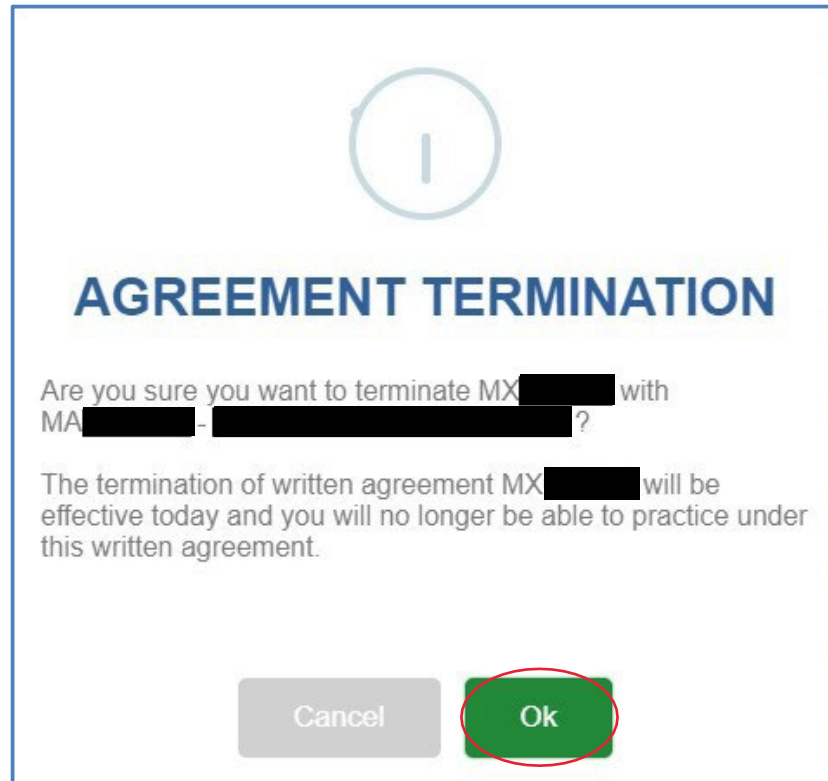 AGREEMENT TERMINATION
Are you sure you want to terminate MX with
MA - ?
The termination of written agreement MX will be
effective today and you will no longer be able to practice under
this written agreement.
Cancel
Ok